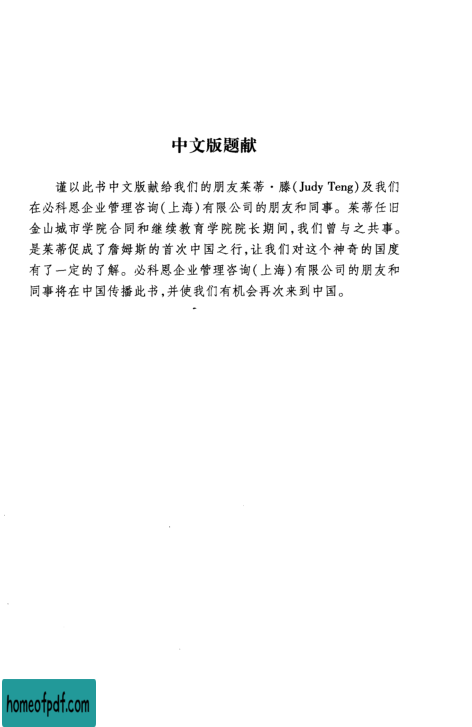 中文版题献
谨以此书中文版献给我们的朋友茱蒂·滕(Judy Teng)及我们
在必科恩企业管理咨询(上海)有限公司的朋友和同事。茱蒂任旧
金山城市学院合同和继续教育学院院长期间,我们曾与之共事。
是茱蒂促成了詹姆斯的首次中国之行,让我们对这个神奇的国度
有了一定的了解。必科恩企业管理咨询(上海)有限公司的朋友和
同事将在中国传播此书,并使我们有机会再次来到中国。
homeofpdf.com